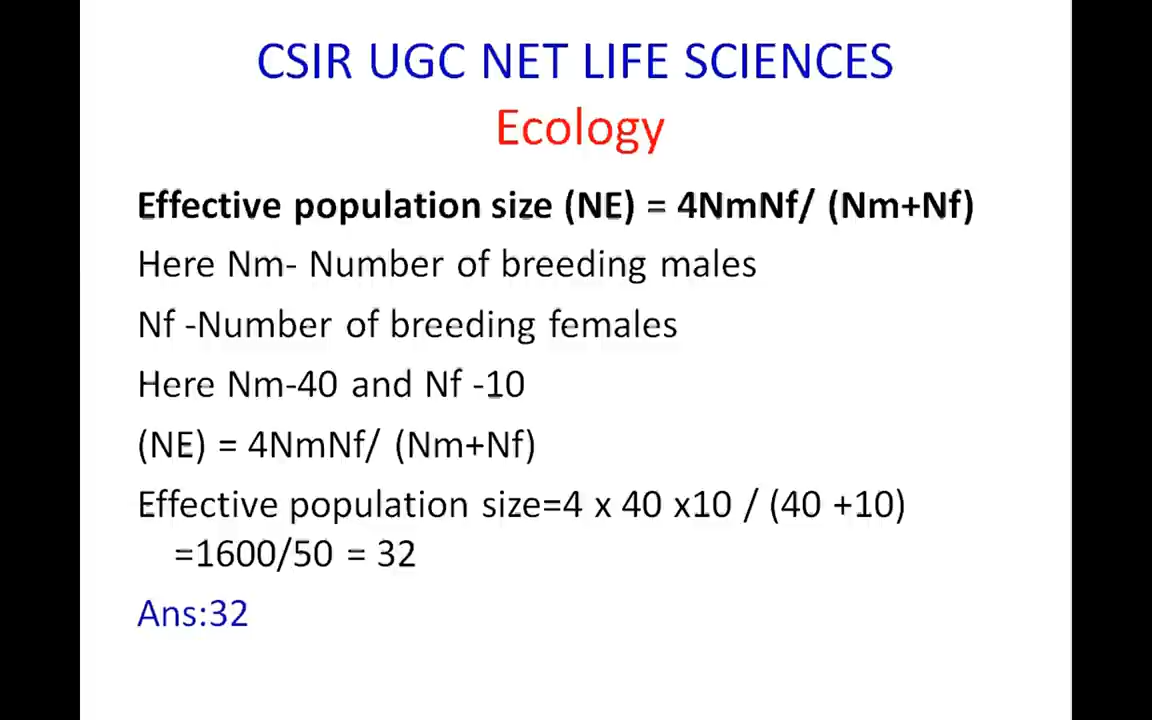 CSIR UGC NET LIFE SCIENCES
Ecology
Effective population size (NE) = 4NmNf/ (Nm+Nf)
Here Nm- Number of breeding males
Nf -Number of breeding females
Here Nm-40 and Nf -10
(NE) = 4NmNf/ (Nm+Nf)
Effective population size=4 x 40 x10 / (40 +10)
=1600/50 = 32
Ans:32